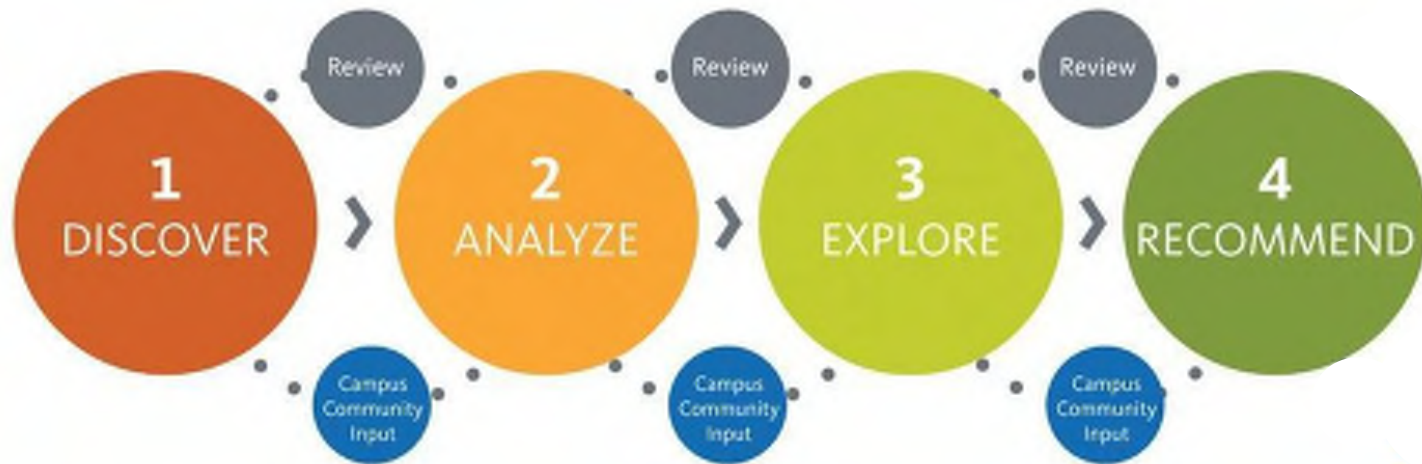 Review
Review
Review
1
DISCOVER
2
ANALYZE
3
EXPLORE
4
RECOMMEND
Campus
Community
Input
Campus
Community
Input
Campus
Community
Input